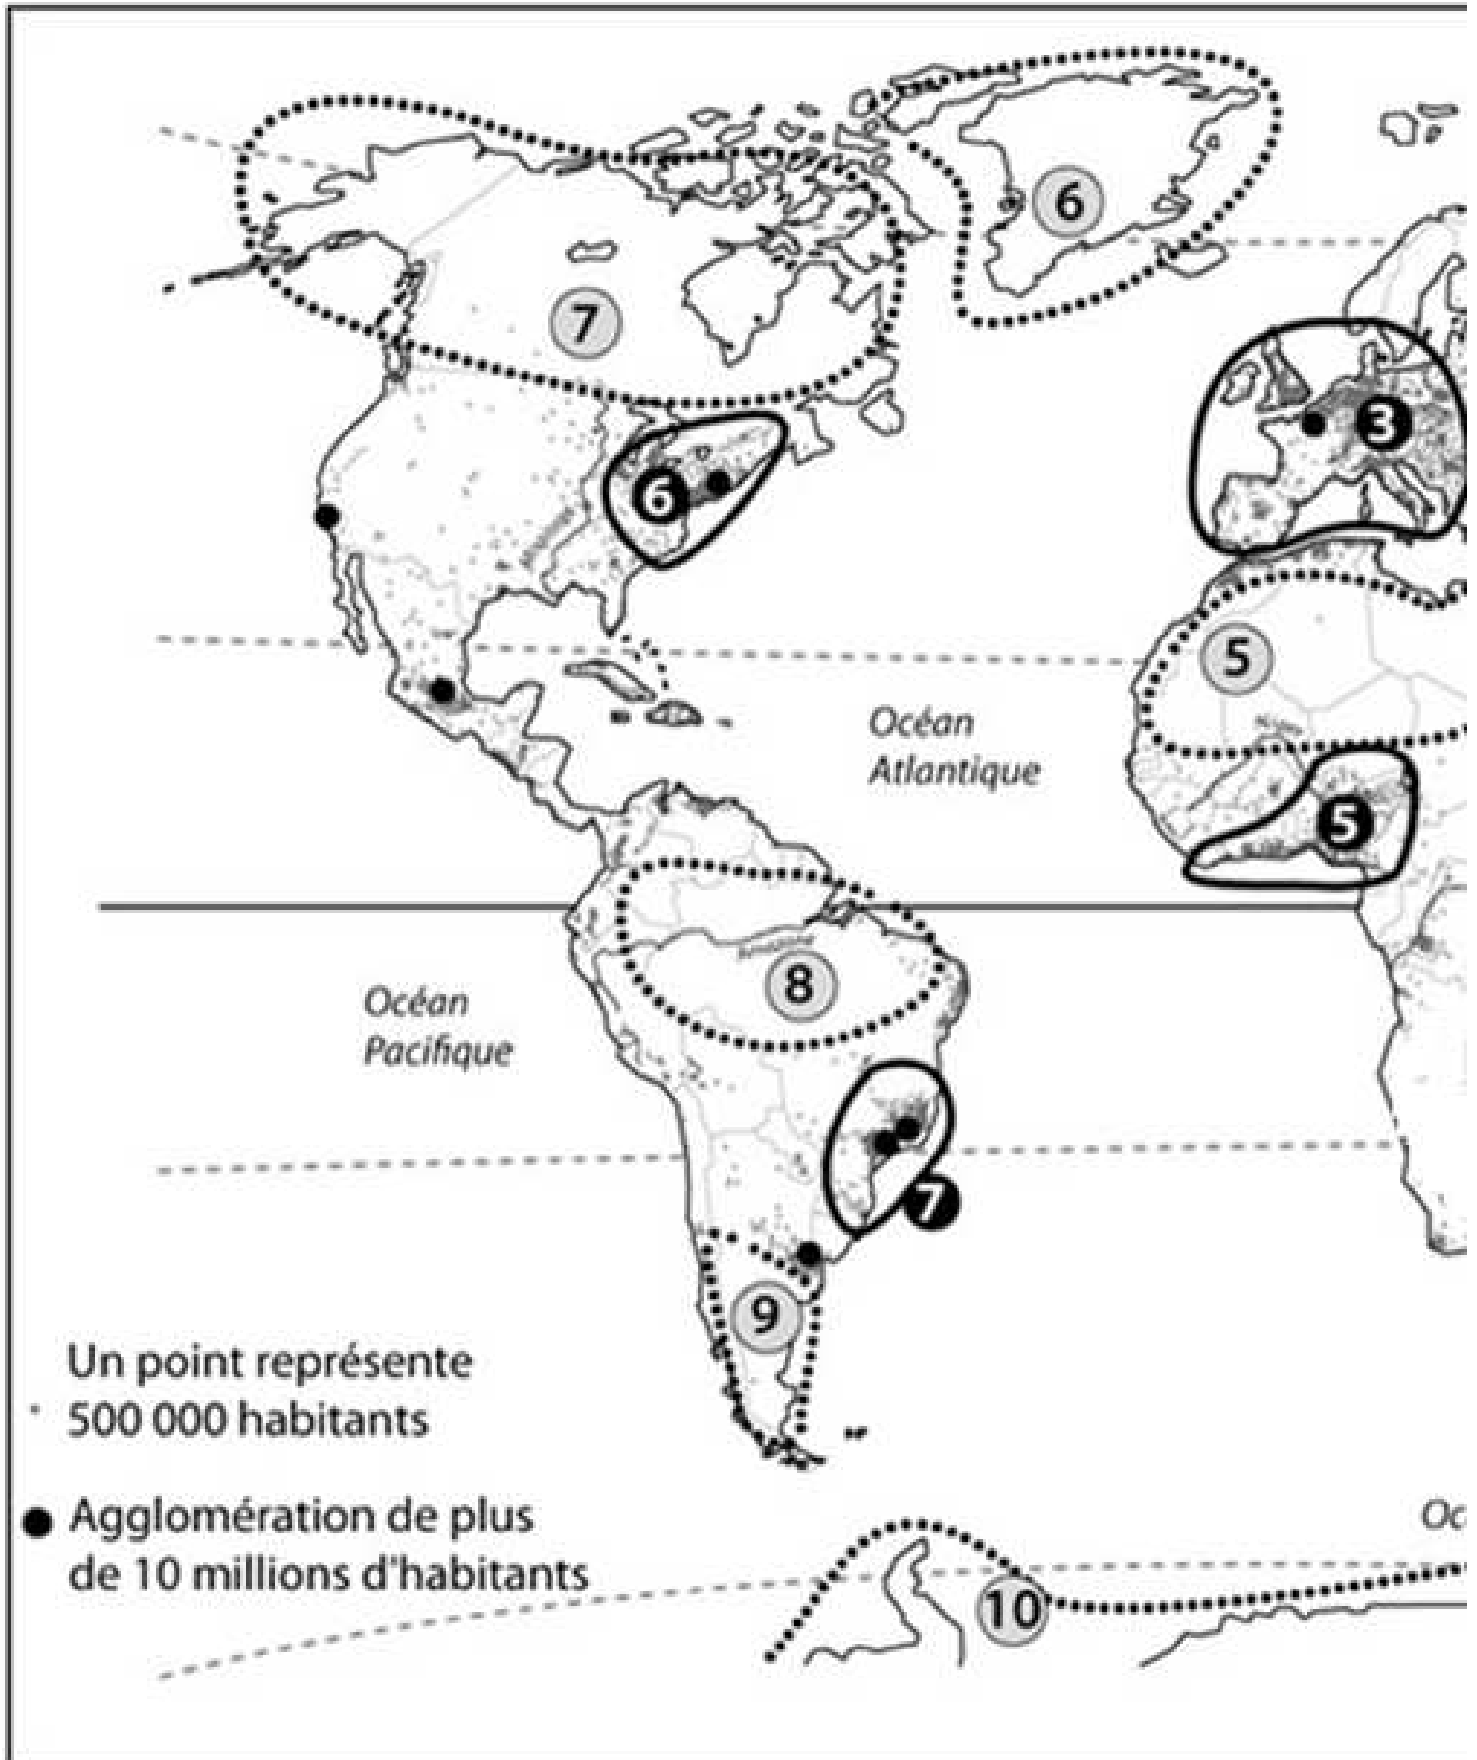 6
7
3
6
5
Océan
Atlantique
5
8
Océan
Pacifique
7
9
Un point représente
500 000 habitants
Agglomération de plus
de 10 millions d'habitants
Oc
10